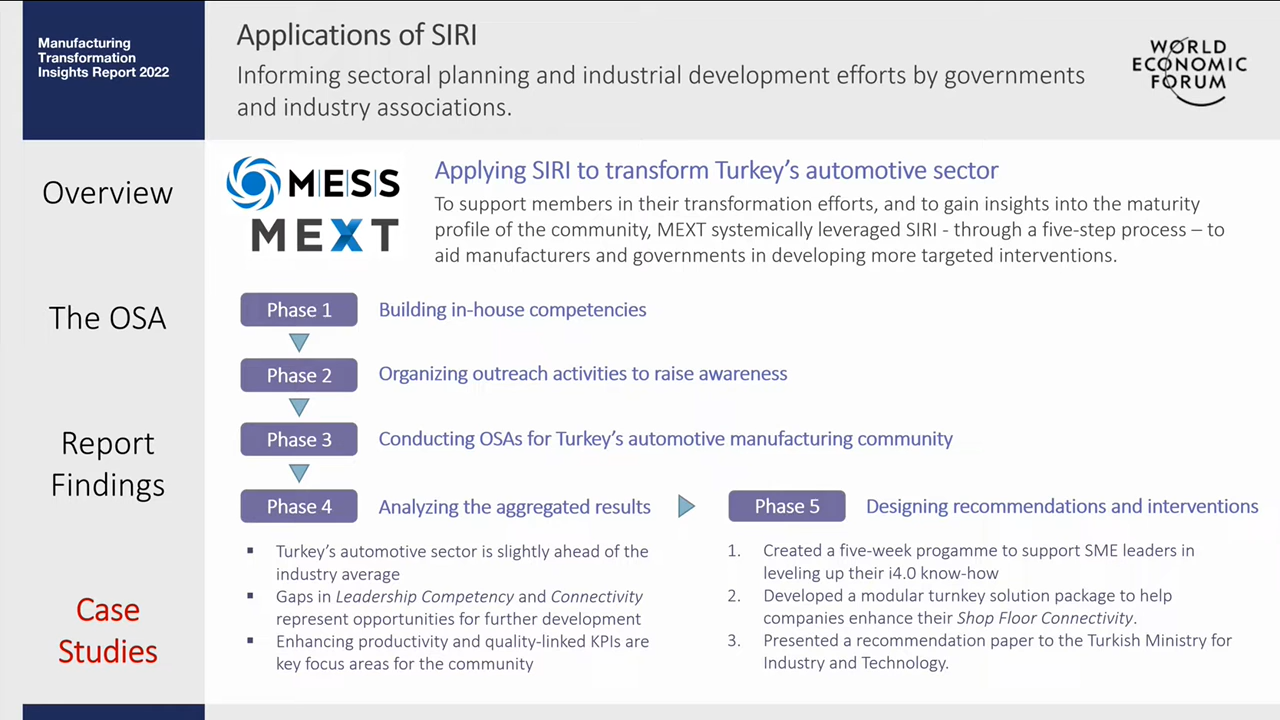 Manufacturing
Transformation
Insights Report 2022
Applications of SIRI
Informing sectoral planning and industrial development efforts by governments
and industry associations.
WORLD
ECONOMIC
FORUM
Overview
The OSA
Report
Findings
Case
Studies
MESS
MEXT
Applying SIRI to transform Turkey's automotive sector
To support members in their transformation efforts, and to gain insights into the maturity
profile of the community, MEXT systemically leveraged SIRI - through a five-step process – to
aid manufacturers and governments in developing more targeted interventions.
Phase 1 Building in-house competencies
Phase 2 Organizing outreach activities to raise awareness
Phase 3 Conducting OSAs for Turkey's automotive manufacturing community
Phase 4 Analyzing the aggregated results
▪ Turkey's automotive sector is slightly ahead of the
industry average
▪ Gaps in Leadership Competency and Connectivity
represent opportunities for further development
▪ Enhancing productivity and quality-linked KPIs are
key focus areas for the community
Phase 5 Designing recommendations and interventions
1. Created a five-week progamme to support SME leaders in
leveling up their i4.0 know-how
2. Developed a modular turnkey solution package to help
companies enhance their Shop Floor Connectivity.
3. Presented a recommendation paper to the Turkish Ministry for
Industry and Technology.